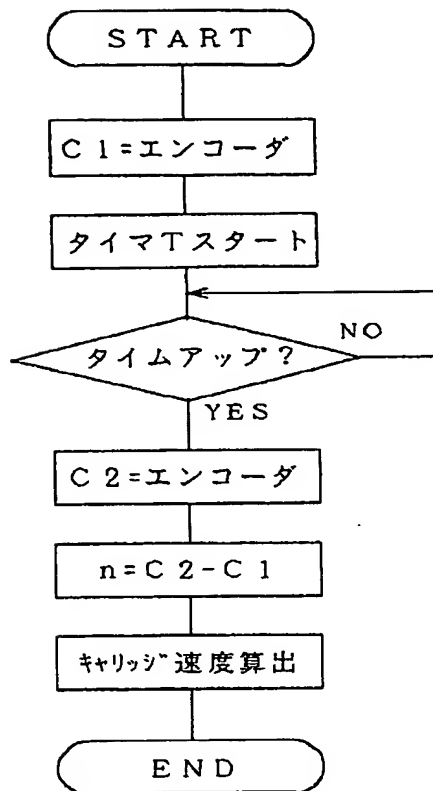 START
C1=エンコーダ
タイマTスタート
タイムアップ?
NO
YES
C2=エンコーダ
n=C2-C1
キャリッジ速度算出
END